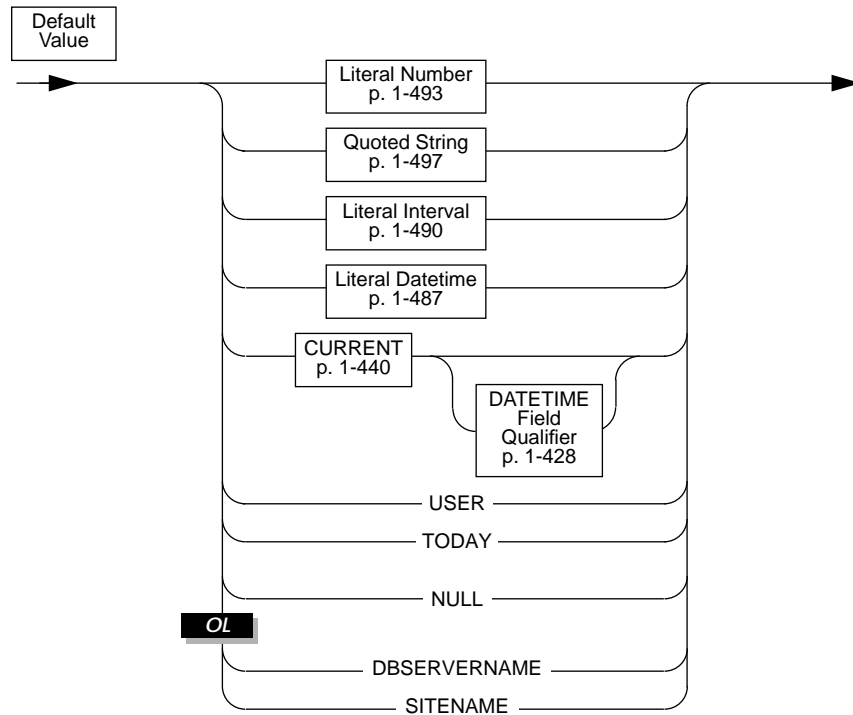 Default
Value
Literal Number
p. 1-493
Quoted String
p. 1-497
Literal Interval
p. 1-490
Literal Datetime
p. 1-487
CURRENT
p. 1-440
DATETIME
Field
Qualifier
p. 1-428
USER
TODAY
NULL
OL
DBSERVERNAME
SITENAME